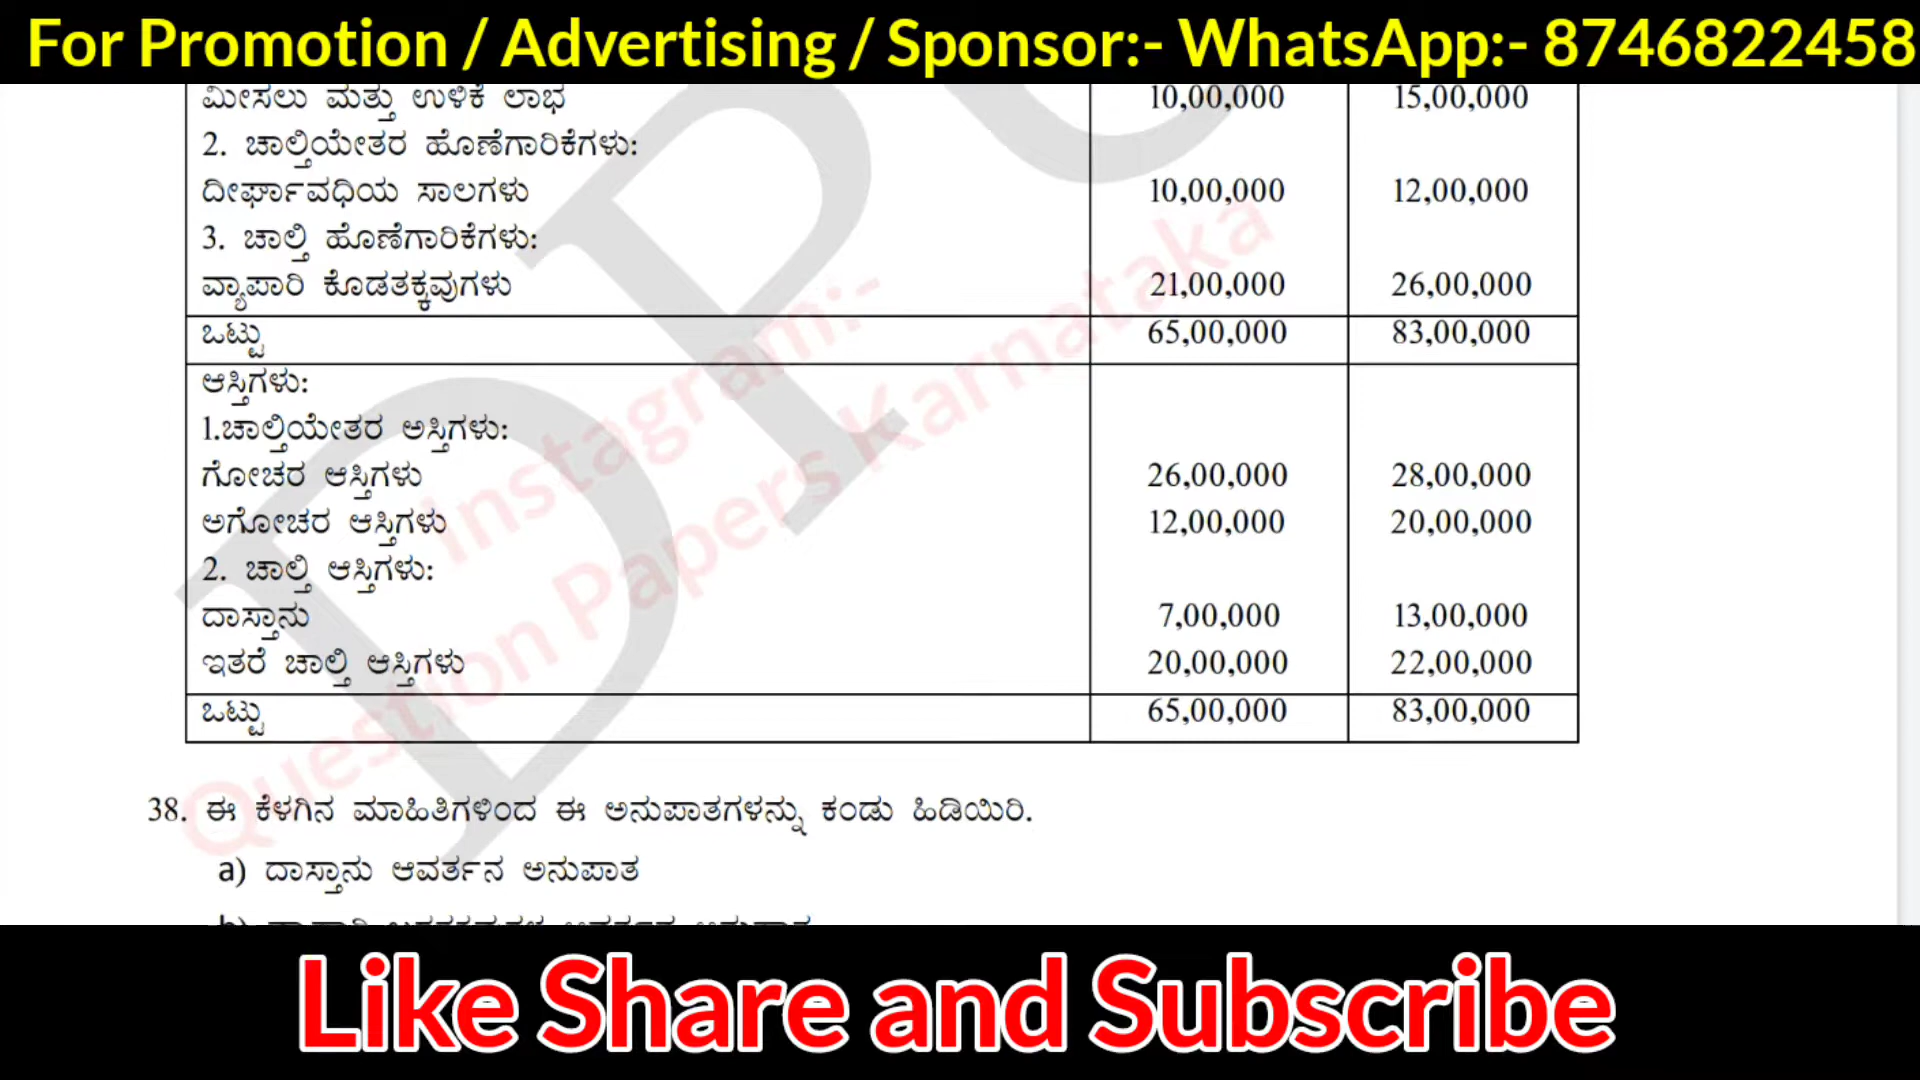 For Promotion / Advertising / Sponsor:- WhatsApp:- 8746822458
ಮೀಸಲು ಮತ್ತು ಉಳಿಕೆ ಲಾಭ 10,00,000 15,00,000
2. ಚಾಲ್ತಿಯೇತರ ಹೊಣೆಗಾರಿಕೆಗಳು:
ದೀರ್ಘಾವಧಿಯ ಸಾಲಗಳು 10,00,000 12,00,000
3. ಚಾಲ್ತಿ ಹೊಣೆಗಾರಿಕೆಗಳು:
ವ್ಯಾಪಾರಿ ಕೊಡತಕ್ಕವುಗಳು 21,00,000 26,00,000
ಒಟ್ಟು 65,00,000 83,00,000
ಆಸ್ತಿಗಳು:
1.ಚಾಲ್ತಿಯೇತರ ಅಸ್ತಿಗಳು:
ಗೋಚರ ಆಸ್ತಿಗಳು 26,00,000 28,00,000
ಅಗೋಚರ ಆಸ್ತಿಗಳು 12,00,000 20,00,000
2. ಚಾಲ್ತಿ ಆಸ್ತಿಗಳು:
ದಾಸ್ತಾನು 7,00,000 13,00,000
ಇತರೆ ಚಾಲ್ತಿ ಆಸ್ತಿಗಳು 20,00,000 22,00,000
ಒಟ್ಟು 65,00,000 83,00,000
Instagram:-
Question Papers Karnataka
38. ಈ ಕೆಳಗಿನ ಮಾಹಿತಿಗಳಿಂದ ಈ ಅನುಪಾತಗಳನ್ನು ಕಂಡು ಹಿಡಿಯಿರಿ.
a) ದಾಸ್ತಾನು ಆವರ್ತನ ಅನುಪಾತ
Like Share and Subscribe